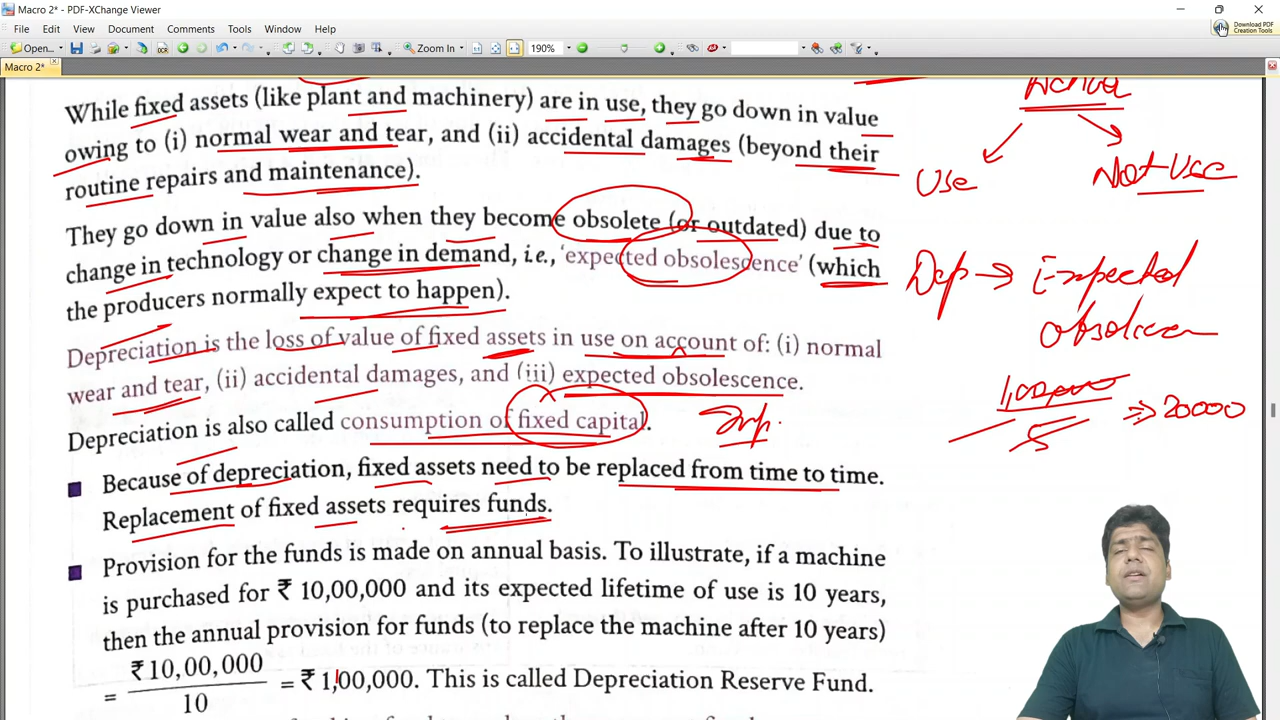 Macro 2* - PDF-XChange Viewer
File Edit View Document Comments Tools Window Help
Download PDF Creation Tools
Open... Zoom In 190%
Macro 2*
While fixed assets (like plant and machinery) are in use, they go down in value
owing to (i) normal wear and tear, and (ii) accidental damages (beyond their
routine repairs and maintenance).
They go down in value also when they become obsolete (or outdated) due to
change in technology or change in demand, i.e., 'expected obsolescence' (which
the producers normally expect to happen).
Depreciation is the loss of value of fixed assets in use on account of: (i) normal
wear and tear, (ii) accidental damages, and (iii) expected obsolescence.
Depreciation is also called consumption of fixed capital.
Because of depreciation, fixed assets need to be replaced from time to time.
Replacement of fixed assets requires funds.
Provision for the funds is made on annual basis. To illustrate, if a machine
is purchased for ₹ 10,00,000 and its expected lifetime of use is 10 years,
then the annual provision for funds (to replace the machine after 10 years)
= ₹ 10,00,000 / 10 = ₹ 1,00,000. This is called Depreciation Reserve Fund.
Use
Not Use
Dep → Expected
1,00,000
5
⇒ 20000
Imp.